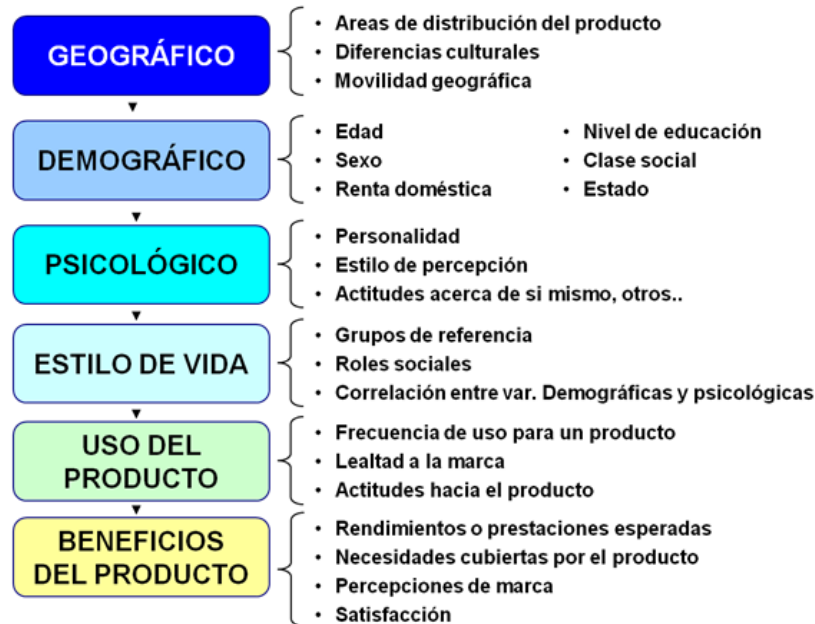 GEOGRÁFICO
• Areas de distribución del producto
• Diferencias culturales
• Movilidad geográfica
DEMOGRÁFICO
• Edad
• Sexo
• Renta doméstica
• Nivel de educación
• Clase social
• Estado
PSICOLÓGICO
• Personalidad
• Estilo de percepción
• Actitudes acerca de si mismo, otros..
ESTILO DE VIDA
• Grupos de referencia
• Roles sociales
• Correlación entre var. Demográficas y psicológicas
USO DEL
PRODUCTO
• Frecuencia de uso para un producto
• Lealtad a la marca
• Actitudes hacia el producto
BENEFICIOS
DEL PRODUCTO
• Rendimientos o prestaciones esperadas
• Necesidades cubiertas por el producto
• Percepciones de marca
• Satisfacción